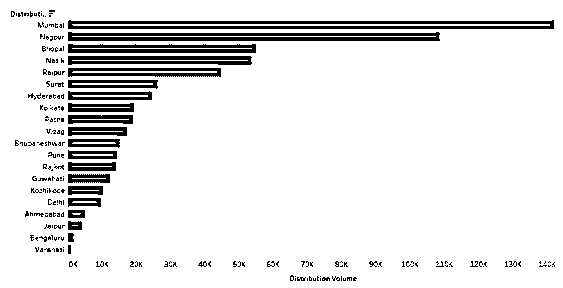 Distributi..
Mumbai
Nagpur
Bhopal
Nasik
Raipur
Surat
Hyderabad
Kolkata
Patna
Vizag
Bhubaneshwar
Pune
Rajkot
Guwahati
Kozhikode
Delhi
Ahmedabad
Jaipur
Bengaluru
Varanasi
0K 10K 20K 30K 40K 50K 60K 70K 80K 90K 100K 110K 120K 130K 140K
Distribution Volume